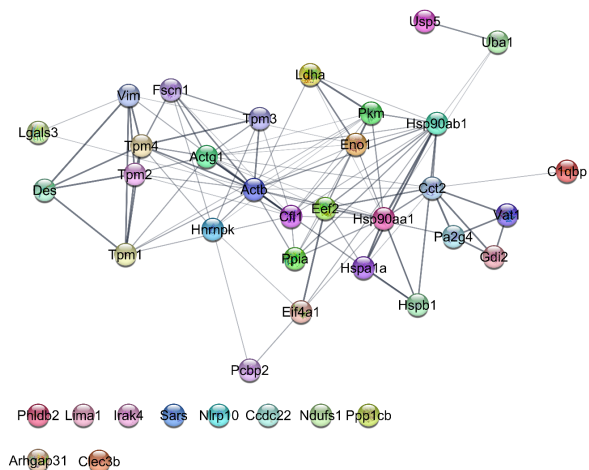 Usp5
Uba1
Ldha
Vim
Fscn1
Pkm
Hsp90ab1
Lgals3
Tpm3
Tpm4
Actg1
Eno1
C1qbp
Tpm2
Des
Actb
Cct2
Cfl1
Eef2
Hsp90aa1
Vat1
Hnrnpk
Pa2g4
Tpm1
Ppia
Gdi2
Hspa1a
Hspb1
Eif4a1
Pcbp2
Phldb2 Lima1 Irak4 Sars Nlrp10 Ccdc22 Ndufs1 Ppp1cb
Arhgap31 Clec3b